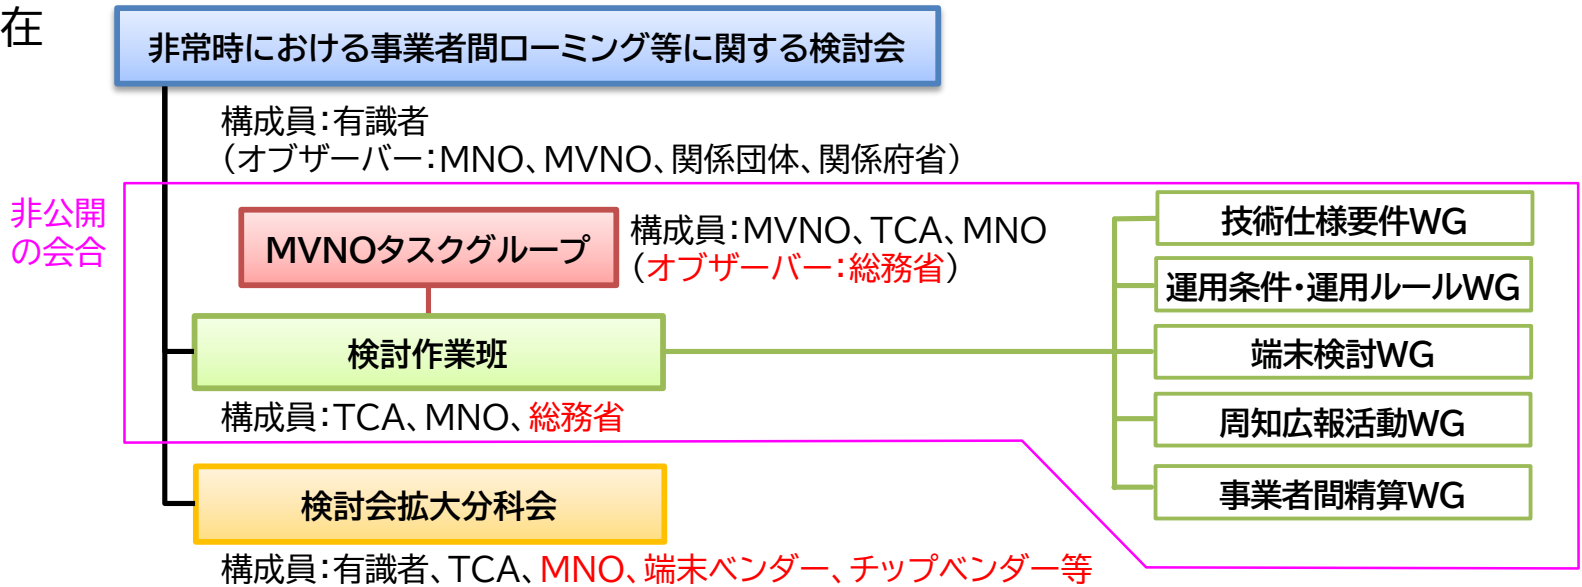 在
非常時における事業者間ローミング等に関する検討会
構成員：有識者
（オブザーバー：MNO、MVNO、関係団体、関係府省）
非公開
の会合
MVNOタスクグループ
構成員：MVNO、TCA、MNO
（オブザーバー：総務省）
検討作業班
構成員：TCA、MNO、総務省
技術仕様要件WG
運用条件・運用ルールWG
端末検討WG
周知広報活動WG
事業者間精算WG
検討会拡大分科会
構成員：有識者、TCA、MNO、端末ベンダー、チップベンダー等